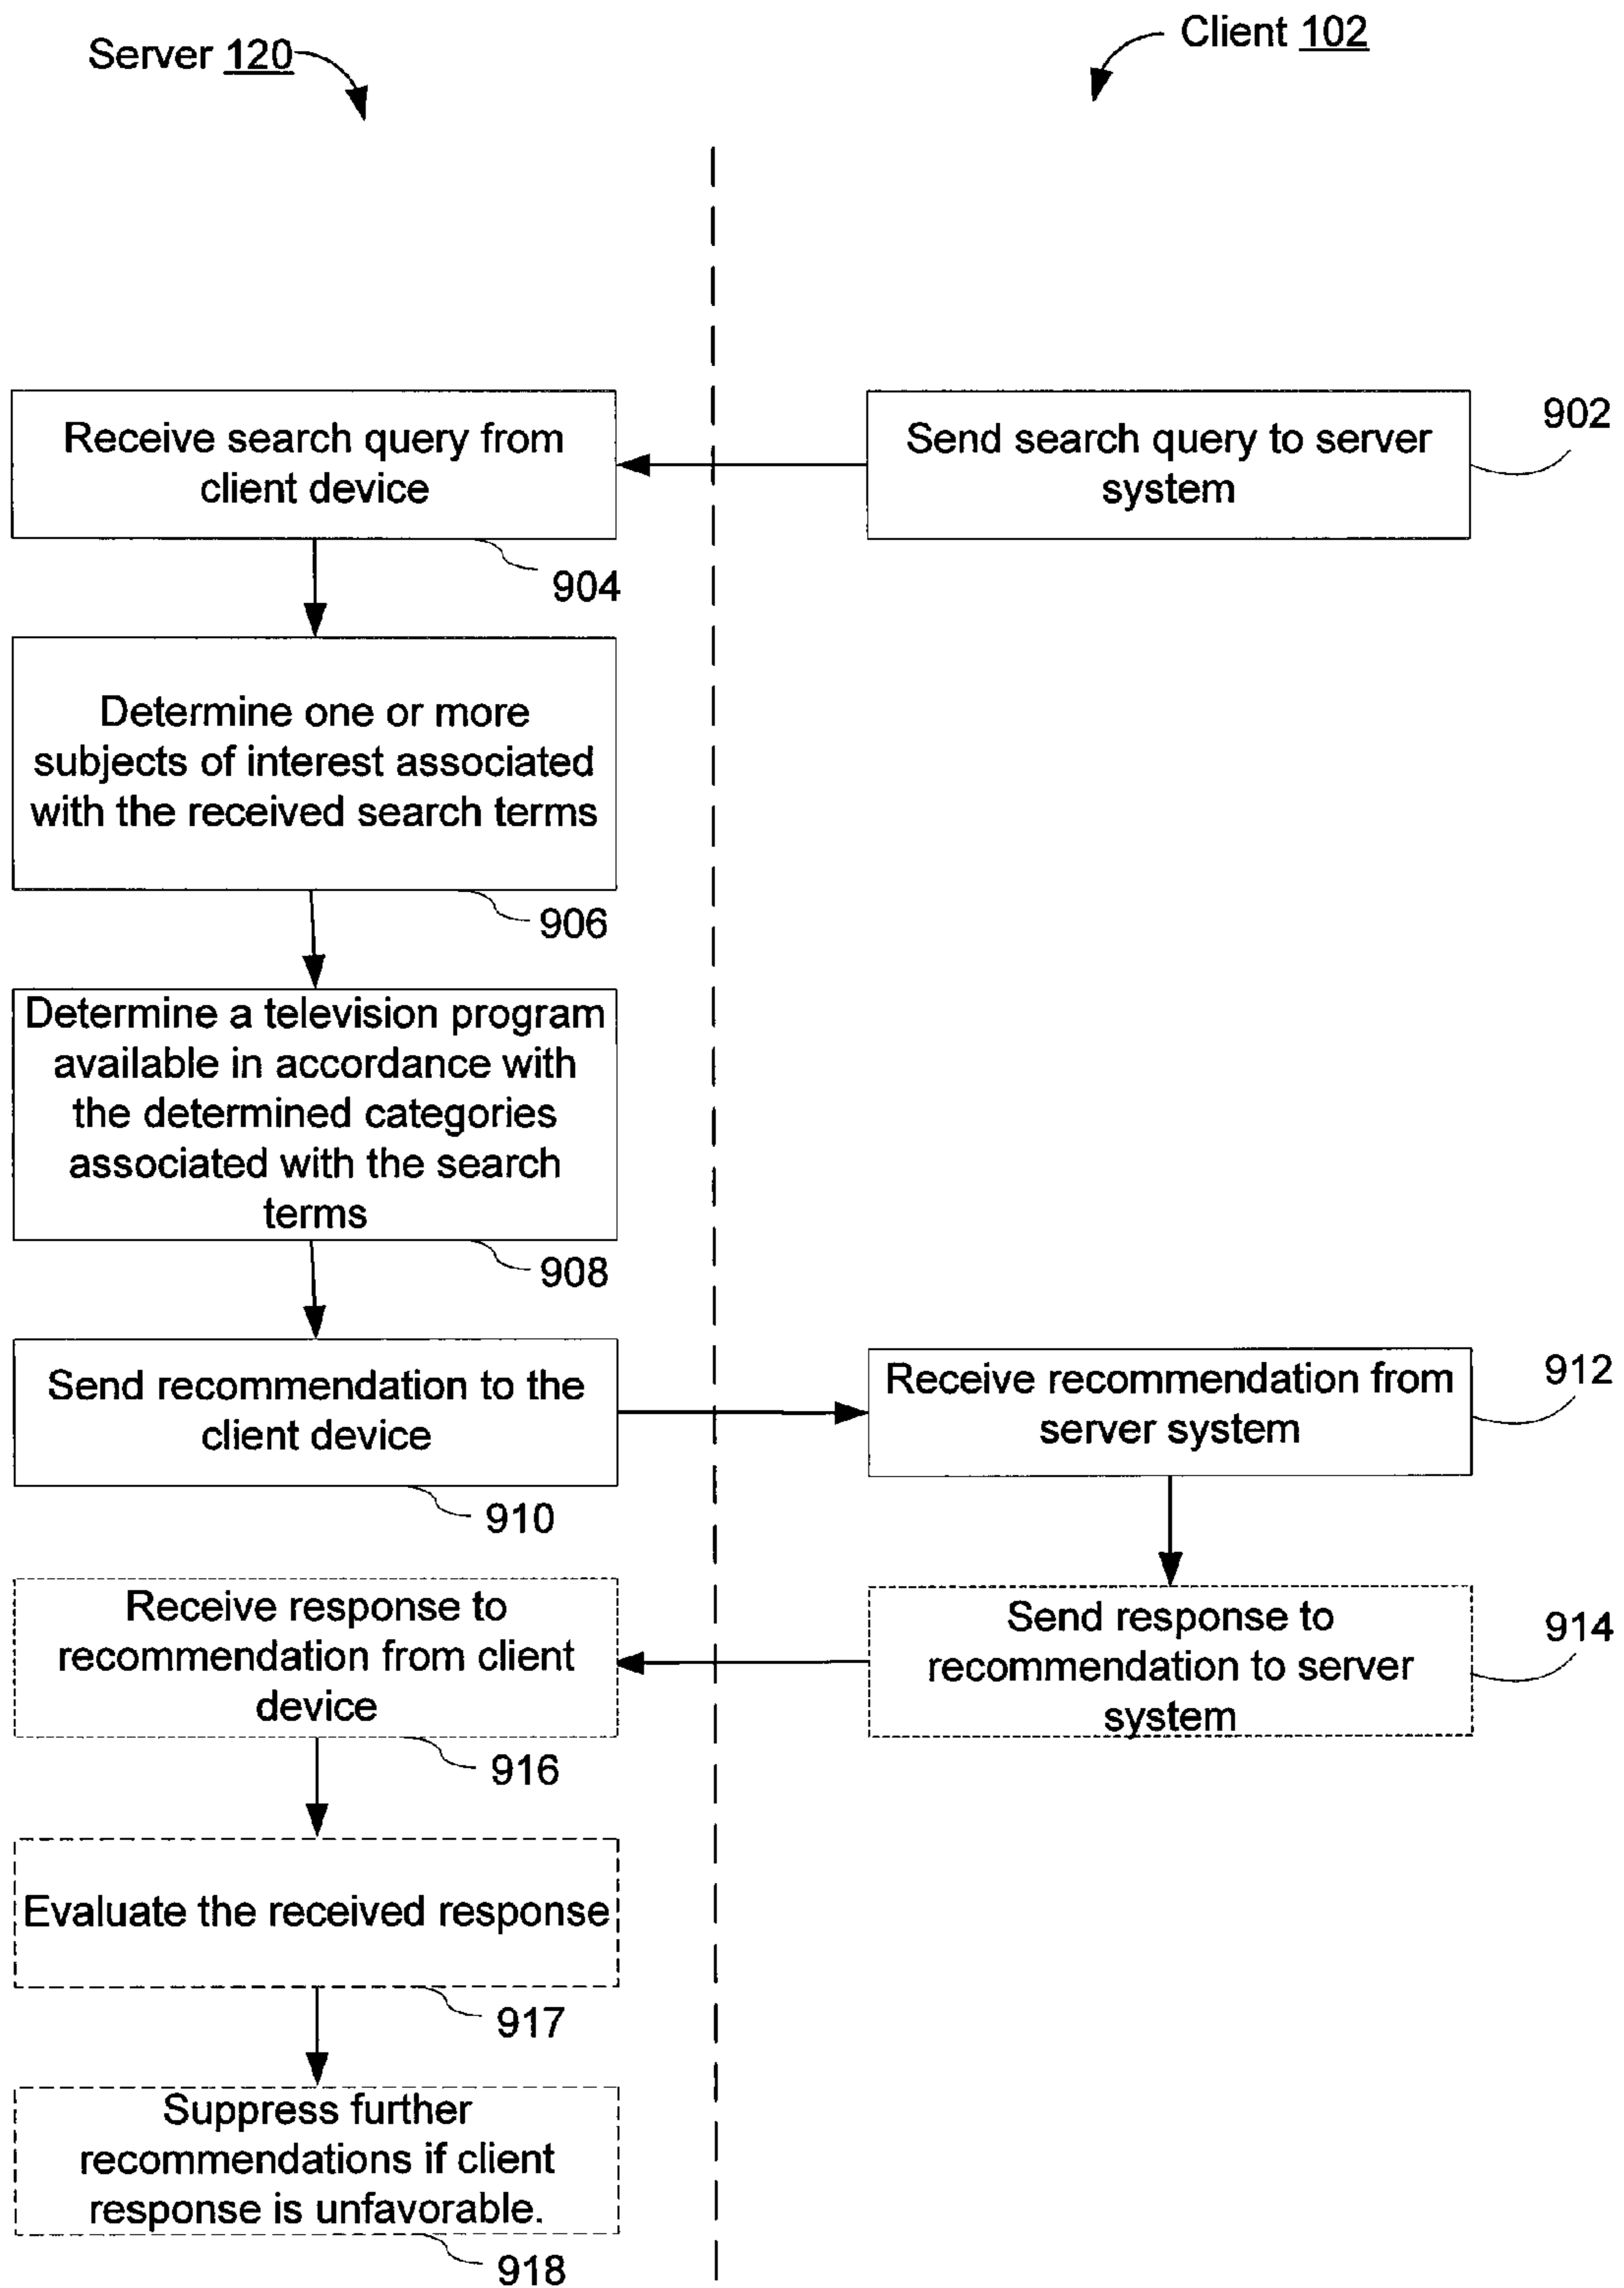 Server 120
Client 102
Receive search query from
client device
904
Send search query to server
system
902
Determine one or more
subjects of interest associated
with the received search terms
906
Determine a television program
available in accordance with
the determined categories
associated with the search
terms
908
Send recommendation to the
client device
910
Receive recommendation from
server system
912
Send response to
recommendation to server
system
914
Receive response to
recommendation from client
device
916
Evaluate the received response
917
Suppress further
recommendations if client
response is unfavorable.
918